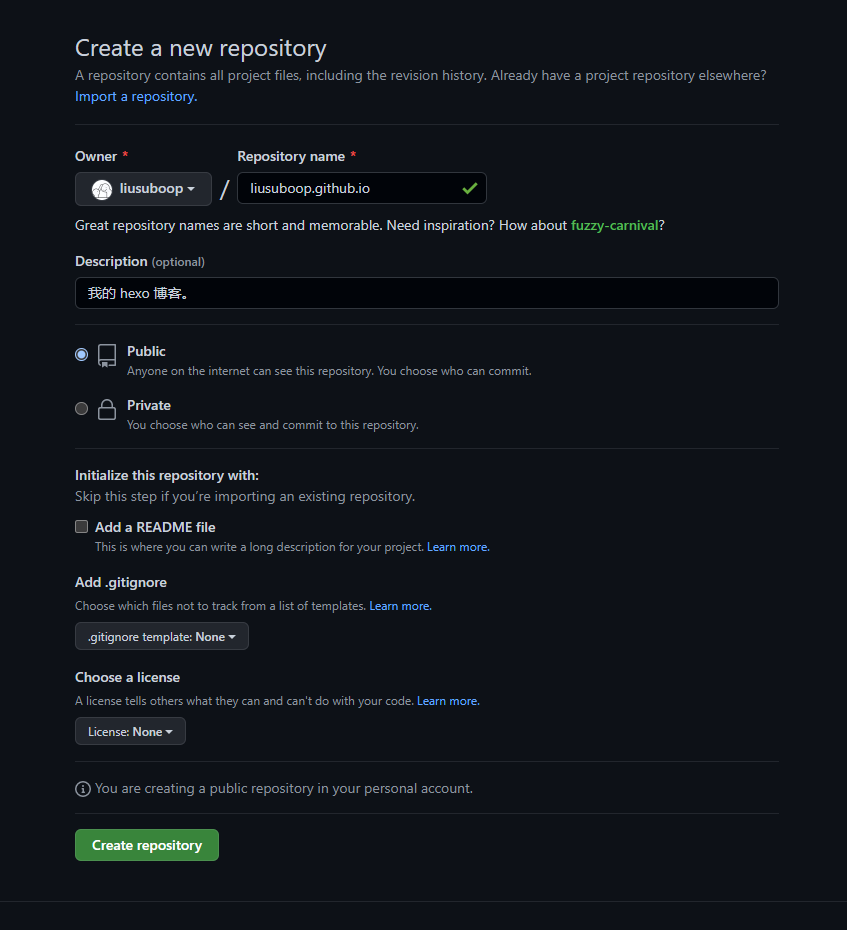 Create a new repository
A repository contains all project files, including the revision history. Already have a project repository elsewhere?
Import a repository.
Owner * Repository name *
liusuboop / liusuboop.github.io
Great repository names are short and memorable. Need inspiration? How about fuzzy-carnival?
Description (optional)
我的 hexo 博客。
Public
Anyone on the internet can see this repository. You choose who can commit.
Private
You choose who can see and commit to this repository.
Initialize this repository with:
Skip this step if you’re importing an existing repository.
Add a README file
This is where you can write a long description for your project. Learn more.
Add .gitignore
Choose which files not to track from a list of templates. Learn more.
.gitignore template: None
Choose a license
A license tells others what they can and can't do with your code. Learn more.
License: None
You are creating a public repository in your personal account.
Create repository